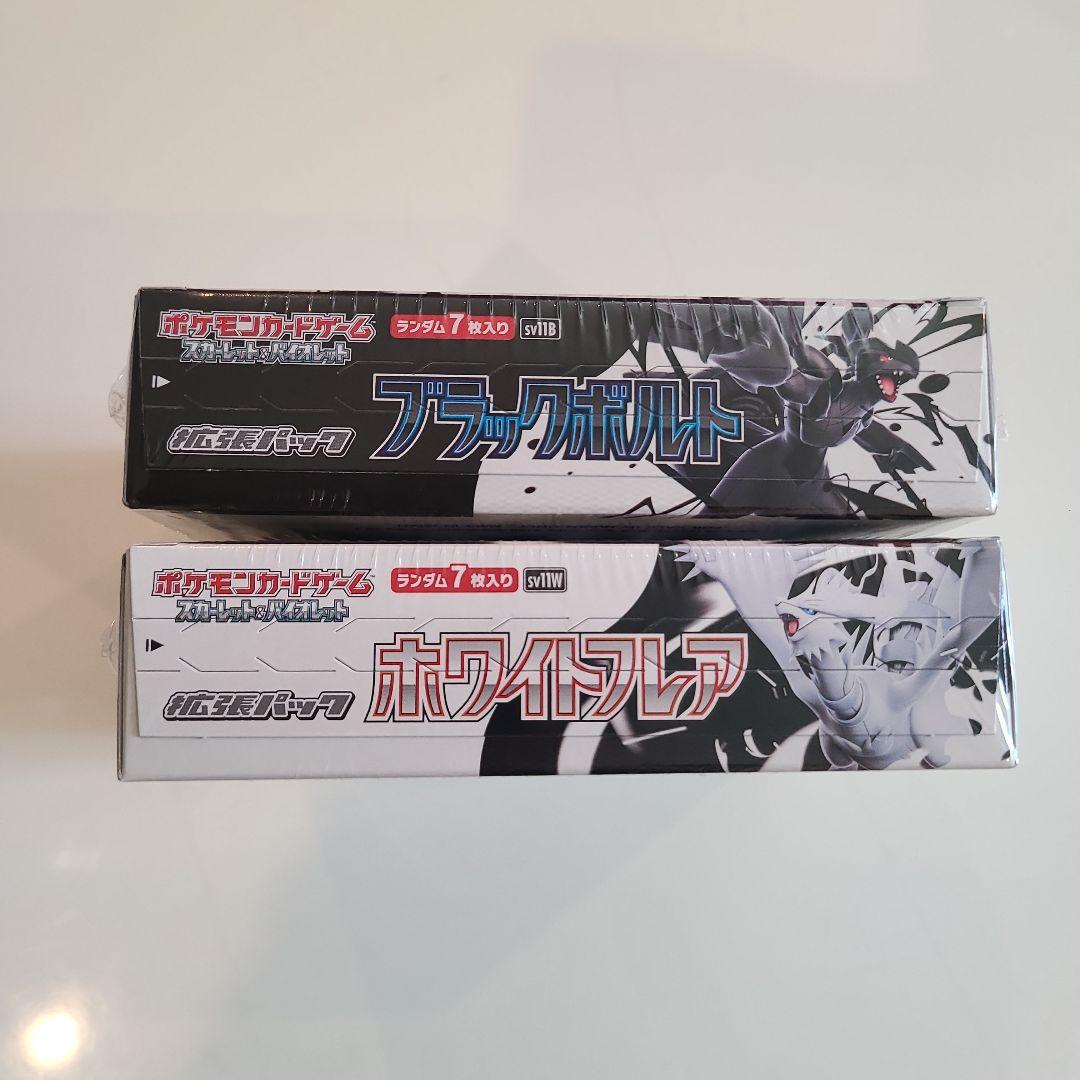 ポケモンカードゲーム™
スカーレット&バイオレット
ランダム7枚入り
sv11B
拡張パック
ブラックボルト
ポケモンカードゲーム™
スカーレット&バイオレット
ランダム7枚入り
sv11W
拡張パック
ホワイトフレア